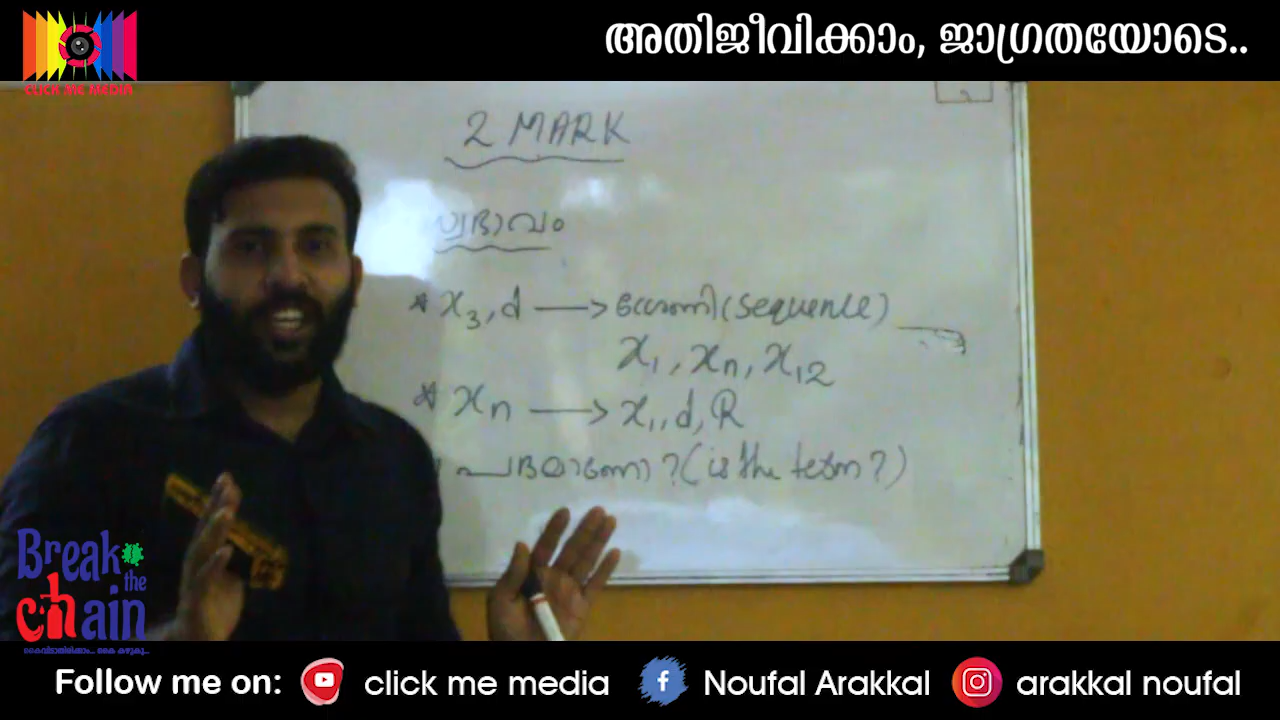 അതിജീവിക്കാം, ജാഗ്രതയോടെ..
CLICK ME MEDIA
2 MARK
സ്വഭാവം
* x₃, d → ശ്രേണി (sequence)
x₁, xₙ, x₁₂
* xₙ → x₁, d, R
പദമാണോ? (is the term?)
Break the chain
Follow me on: click me media Noufal Arakkal arakkal noufal